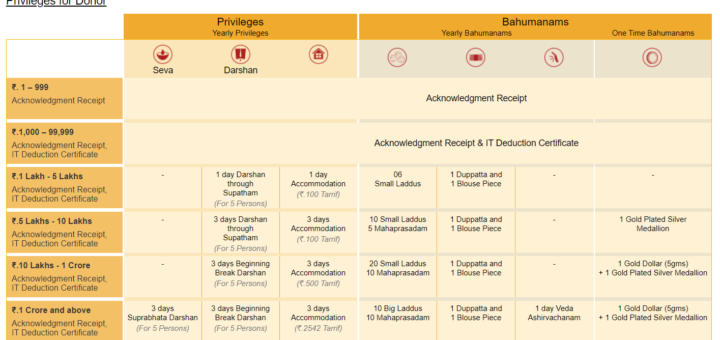 Privileges for Donor
Privileges
Yearly Privileges
Bahumanams
Yearly Bahumanams
One Time Bahumanams
Seva
Darshan
₹. 1 – 999
Acknowledgment Receipt
Acknowledgment Receipt
₹.1,000 – 99,999
Acknowledgment Receipt,
IT Deduction Certificate
Acknowledgment Receipt & IT Deduction Certificate
₹.1 Lakh - 5 Lakhs
Acknowledgment Receipt,
IT Deduction Certificate
-
1 day Darshan
through
Supatham
(For 5 Persons)
1 day
Accommodation
(₹.100 Tarrif)
06
Small Laddus
1 Duppatta and
1 Blouse Piece
-
-
₹.5 Lakhs - 10 Lakhs
Acknowledgment Receipt,
IT Deduction Certificate
-
3 days Darshan
through
Supatham
(For 5 Persons)
3 days
Accommodation
(₹.100 Tarrif)
10 Small Laddus
5 Mahaprasadam
1 Duppatta and
1 Blouse Piece
-
1 Gold Plated Silver
Medallion
₹.10 Lakhs - 1 Crore
Acknowledgment Receipt,
IT Deduction Certificate
-
3 days Beginning
Break Darshan
(For 5 Persons)
3 days
Accommodation
(₹.500 Tarrif)
20 Small Laddus
10 Mahaprasadam
1 Duppatta and
1 Blouse Piece
-
1 Gold Dollar (5gms)
+ 1 Gold Plated Silver Medallion
₹.1 Crore and above
Acknowledgment Receipt,
IT Deduction Certificate
3 days
Suprabhata Darshan
(For 5 Persons)
3 days Beginning
Break Darshan
(For 5 Persons)
3 days
Accommodation
(₹.2542 Tarif)
10 Big Laddus
10 Mahaprasadam
1 Duppatta and
1 Blouse Piece
1 day Veda
Ashirvachanam
1 Gold Dollar (5gms)
+ 1 Gold Plated Silver Medallion